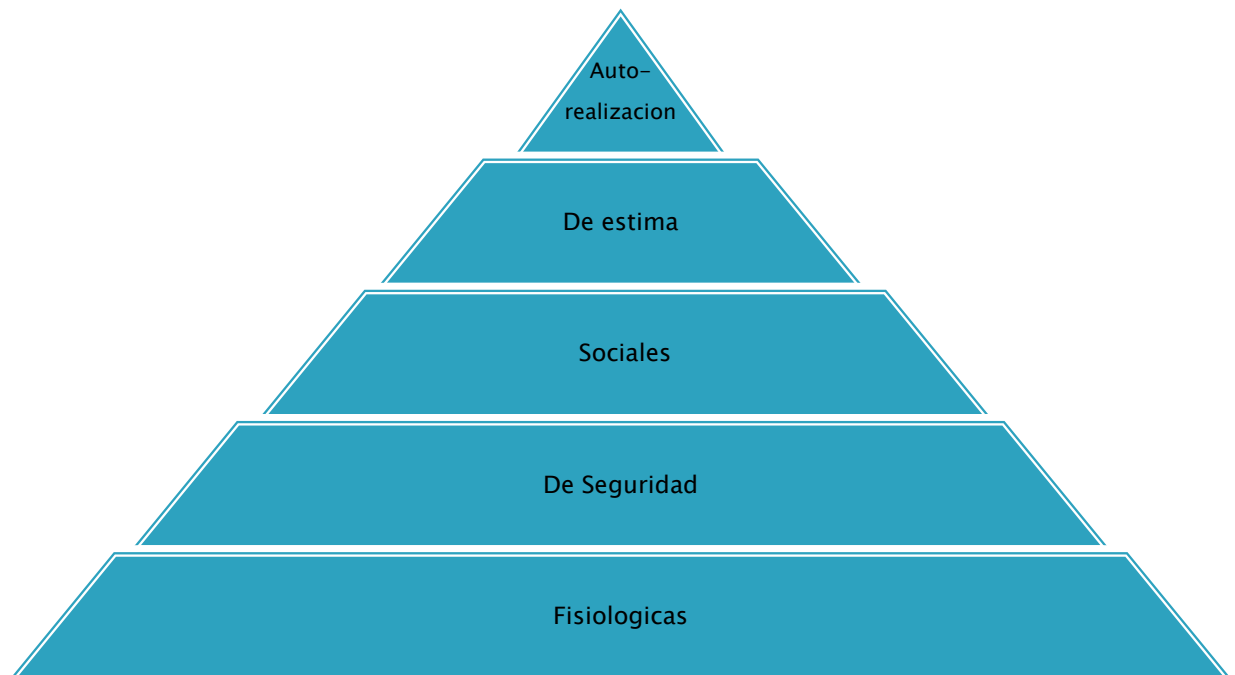 Auto-
realizacion
De estima
Sociales
De Seguridad
Fisiologicas